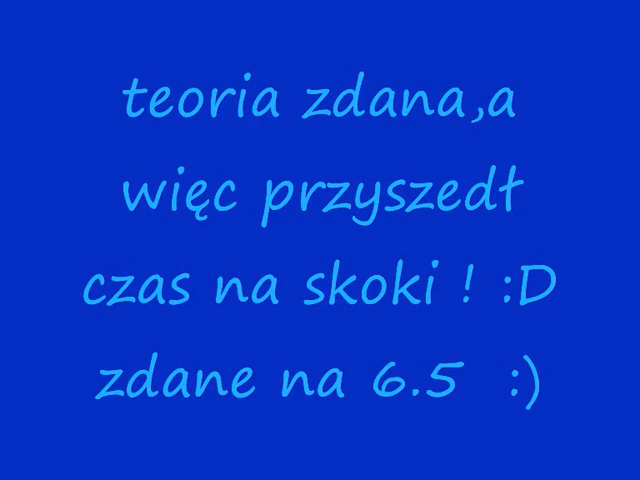 teoria zdana,a
więc przyszedł
czas na skoki ! :D
zdane na 6.5 :)